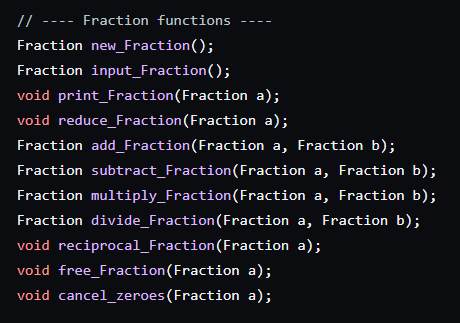 // ---- Fraction functions ----
Fraction new_Fraction();
Fraction input_Fraction();
void print_Fraction(Fraction a);
void reduce_Fraction(Fraction a);
Fraction add_Fraction(Fraction a, Fraction b);
Fraction subtract_Fraction(Fraction a, Fraction b);
Fraction multiply_Fraction(Fraction a, Fraction b);
Fraction divide_Fraction(Fraction a, Fraction b);
void reciprocal_Fraction(Fraction a);
void free_Fraction(Fraction a);
void cancel_zeroes(Fraction a);